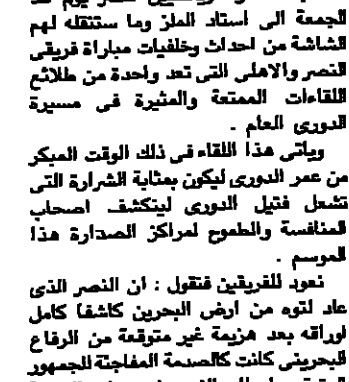 يوم غد
الجمعة الى استاد الملز وما ستنقله لهم
الشاشة من احداث وخلفيات مباراة فريقى
النصر والاهلى التى تعد واحدة من طلائع
اللقاءات الممتعة والمثيرة فى مسيرة
الدورى العام .
ويأتى هذا اللقاء فى ذلك الوقت المبكر
من عمر الدورى ليكون بمثابة الشرارة التى
تشعل فتيل الدورى ليتكشف اصحاب
المنافسة والطموح لمراكز الصدارة هذا
الموسم .
نعود للفريقين فنقول : ان النصر الذى
عاد لتوه من ارض البحرين كاشفا كامل
اوراقه بعد هزيمة غير متوقعة من الرفاع
البحرينى كانت كالصدمة المفاجئة للجمهور